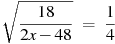 √(18/(2x − 48)) = 1/4